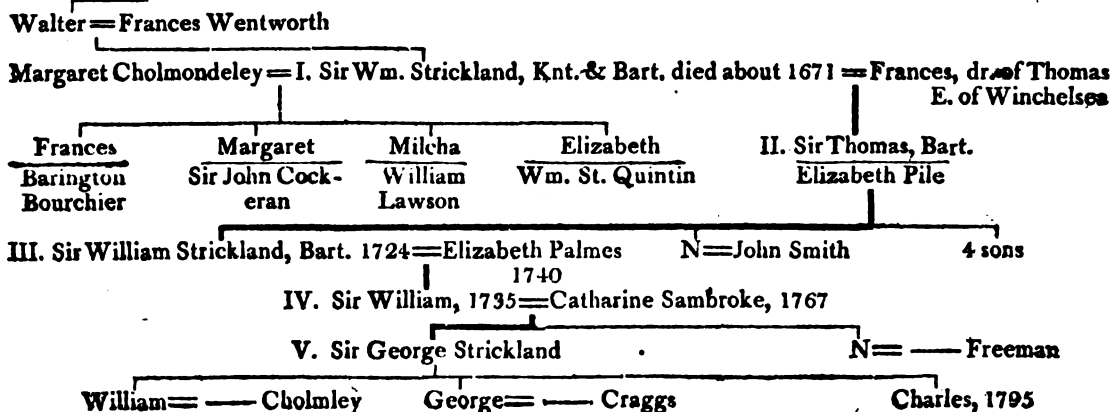 Walter = Frances Wentworth
Margaret Cholmondeley = I. Sir Wm. Strickland, Knt. & Bart. died about 1671 = Frances, dr. of Thomas
E. of Winchelsea
Frances Margaret Milcha Elizabeth II. Sir Thomas, Bart.
Barington Sir John Cock- William Wm. St. Quintin Elizabeth Pile
Bourchier eran Lawson
III. Sir William Strickland, Bart. 1724 = Elizabeth Palmes N = John Smith 4 sons
1740
IV. Sir William, 1735 = Catharine Sambroke, 1767
V. Sir George Strickland N = —— Freeman
William = —— Cholmley George = —— Craggs Charles, 1795